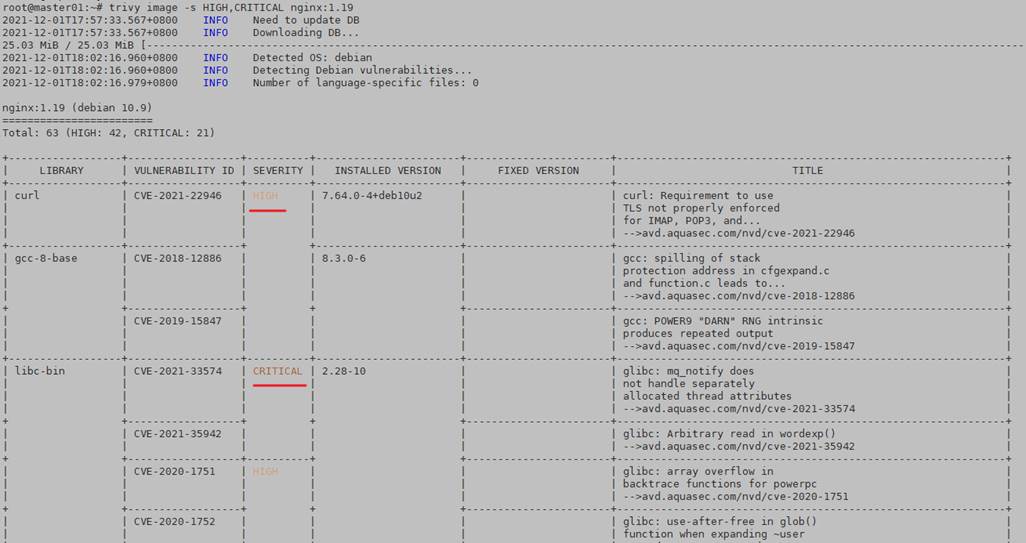 root@master01:~# trivy image -s HIGH,CRITICAL nginx:1.19
2021-12-01T17:57:33.567+0800    INFO    Need to update DB
2021-12-01T17:57:33.567+0800    INFO    Downloading DB...
25.03 MiB / 25.03 MiB [-----------------------------------------------------------------------------------------------------------------------------------------
2021-12-01T18:02:16.960+0800    INFO    Detected OS: debian
2021-12-01T18:02:16.960+0800    INFO    Detecting Debian vulnerabilities...
2021-12-01T18:02:16.979+0800    INFO    Number of language-specific files: 0
nginx:1.19 (debian 10.9)
========================
Total: 63 (HIGH: 42, CRITICAL: 21)
+------------------+------------------+----------+-----------------------+-----------------------+--------------------------------------------------------------+
|     LIBRARY      | VULNERABILITY ID | SEVERITY |   INSTALLED VERSION   |     FIXED VERSION     |                            TITLE                             |
+------------------+------------------+----------+-----------------------+-----------------------+--------------------------------------------------------------+
| curl             | CVE-2021-22946   | HIGH     | 7.64.0-4+deb10u2      |                       | curl: Requirement to use                                     |
|                  |                  |          |                       |                       | TLS not properly enforced                                    |
|                  |                  |          |                       |                       | for IMAP, POP3, and...                                       |
|                  |                  |          |                       |                       | -->avd.aquasec.com/nvd/cve-2021-22946                        |
+------------------+------------------+          +-----------------------+-----------------------+--------------------------------------------------------------+
| gcc-8-base       | CVE-2018-12886   |          | 8.3.0-6               |                       | gcc: spilling of stack                                       |
|                  |                  |          |                       |                       | protection address in cfgexpand.c                            |
|                  |                  |          |                       |                       | and function.c leads to...                                   |
|                  |                  |          |                       |                       | -->avd.aquasec.com/nvd/cve-2018-12886                        |
+                  +------------------+          +                       +-----------------------+--------------------------------------------------------------+
|                  | CVE-2019-15847   |          |                       |                       | gcc: POWER9 "DARN" RNG intrinsic                             |
|                  |                  |          |                       |                       | produces repeated output                                     |
|                  |                  |          |                       |                       | -->avd.aquasec.com/nvd/cve-2019-15847                        |
+------------------+------------------+----------+-----------------------+-----------------------+--------------------------------------------------------------+
| libc-bin         | CVE-2021-33574   | CRITICAL | 2.28-10               |                       | glibc: mq_notify does                                        |
|                  |                  |          |                       |                       | not handle separately                                        |
|                  |                  |          |                       |                       | allocated thread attributes                                  |
|                  |                  |          |                       |                       | -->avd.aquasec.com/nvd/cve-2021-33574                        |
+                  +------------------+          +                       +-----------------------+--------------------------------------------------------------+
|                  | CVE-2021-35942   |          |                       |                       | glibc: Arbitrary read in wordexp()                           |
|                  |                  |          |                       |                       | -->avd.aquasec.com/nvd/cve-2021-35942                        |
+                  +------------------+----------+                       +-----------------------+--------------------------------------------------------------+
|                  | CVE-2020-1751    | HIGH     |                       |                       | glibc: array overflow in                                     |
|                  |                  |          |                       |                       | backtrace functions for powerpc                              |
|                  |                  |          |                       |                       | -->avd.aquasec.com/nvd/cve-2020-1751                         |
+                  +------------------+          +                       +-----------------------+--------------------------------------------------------------+
|                  | CVE-2020-1752    |          |                       |                       | glibc: use-after-free in glob()                              |
|                  |                  |          |                       |                       | function when expanding ~user                                |